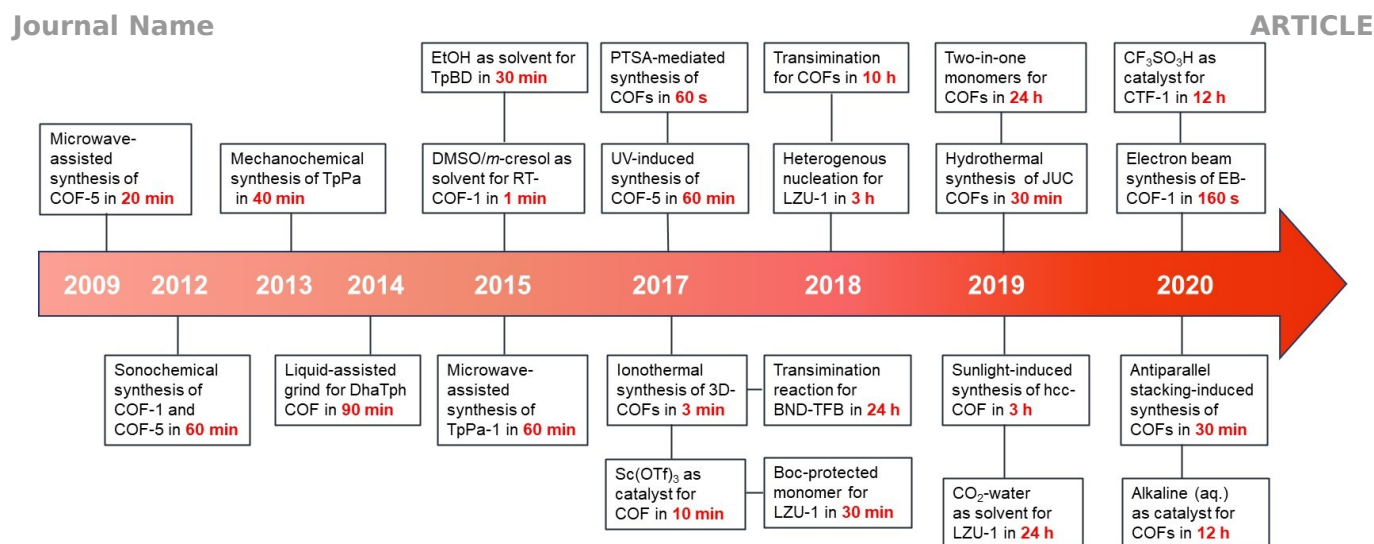 Journal Name
ARTICLE
EtOH as solvent for
TpBD in 30 min
PTSA-mediated
synthesis of
COFs in 60 s
Transimination
for COFs in 10 h
Two-in-one
monomers for
COFs in 24 h
CF₃SO₃H as
catalyst for
CTF-1 in 12 h
Microwave-
assisted
synthesis of
COF-5 in 20 min
Mechanochemical
synthesis of TpPa
in 40 min
DMSO/m-cresol as
solvent for RT-
COF-1 in 1 min
UV-induced
synthesis of
COF-5 in 60 min
Heterogenous
nucleation for
LZU-1 in 3 h
Hydrothermal
synthesis of JUC
COFs in 30 min
Electron beam
synthesis of EB-
COF-1 in 160 s
2009 2012 2013 2014 2015 2017 2018 2019 2020
Sonochemical
synthesis of
COF-1 and
COF-5 in 60 min
Liquid-assisted
grind for DhaTph
COF in 90 min
Microwave-
assisted
synthesis of
TpPa-1 in 60 min
Ionothermal
synthesis of 3D-
COFs in 3 min
Transimination
reaction for
BND-TFB in 24 h
Sunlight-induced
synthesis of hcc-
COF in 3 h
Antiparallel
stacking-induced
synthesis of
COFs in 30 min
Sc(OTf)₃ as
catalyst for
COF in 10 min
Boc-protected
monomer for
LZU-1 in 30 min
CO₂-water
as solvent for
LZU-1 in 24 h
Alkaline (aq.)
as catalyst for
COFs in 12 h